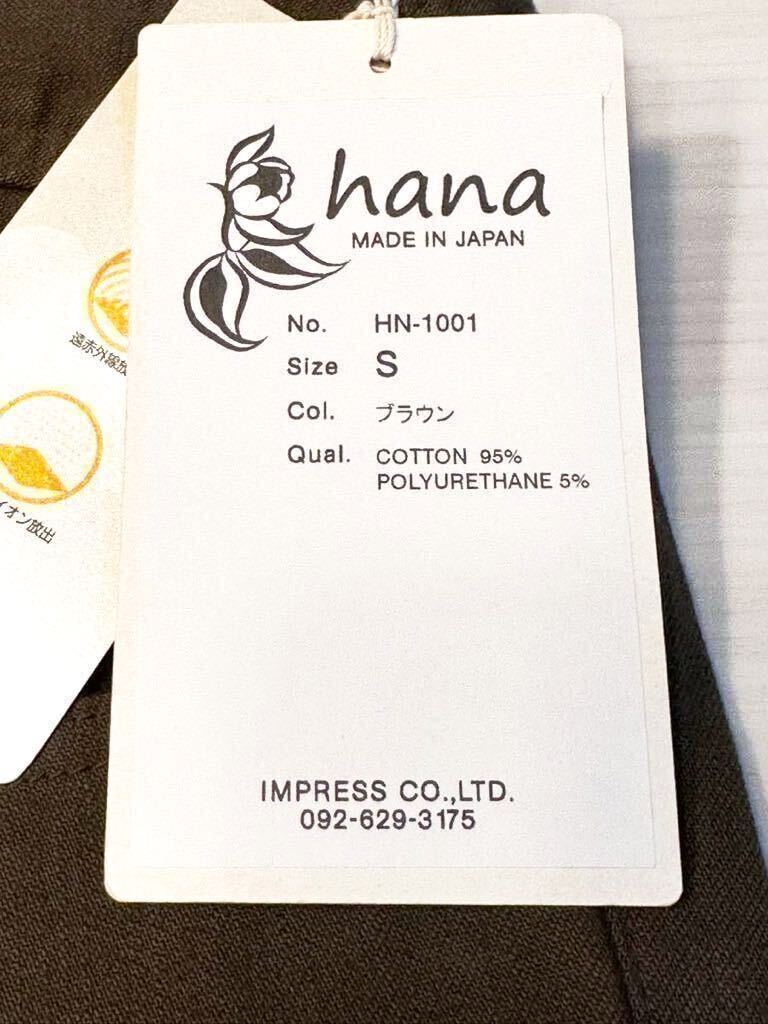 hana
MADE IN JAPAN
No. HN-1001
Size S
Col. ブラウン
Qual. COTTON 95%
POLYURETHANE 5%
IMPRESS CO.,LTD.
092-629-3175
遠赤外線放
イオン放出